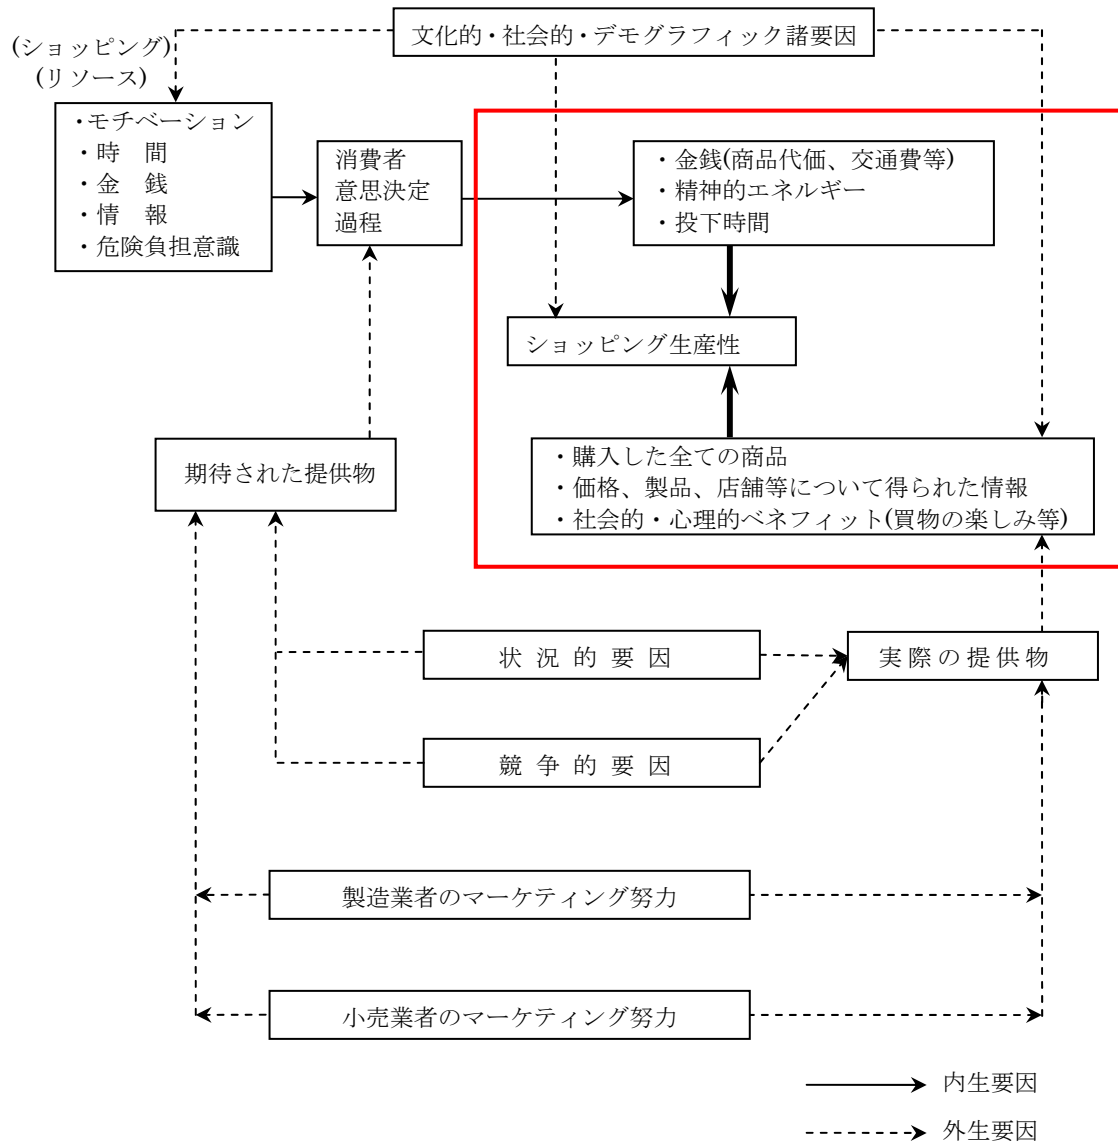 文化的・社会的・デモグラフィック諸要因
(ショッピング)
(リソース)
・モチベーション
・時　間
・金　銭
・情　報
・危険負担意識
消費者
意思決定
過程
・金銭(商品代価、交通費等)
・精神的エネルギー
・投下時間
ショッピング生産性
期待された提供物
・購入した全ての商品
・価格、製品、店舗等について得られた情報
・社会的・心理的ベネフィット(買物の楽しみ等)
状 況 的 要 因
実 際 の 提 供 物
競 争 的 要 因
製造業者のマーケティング努力
小売業者のマーケティング努力
内生要因
外生要因